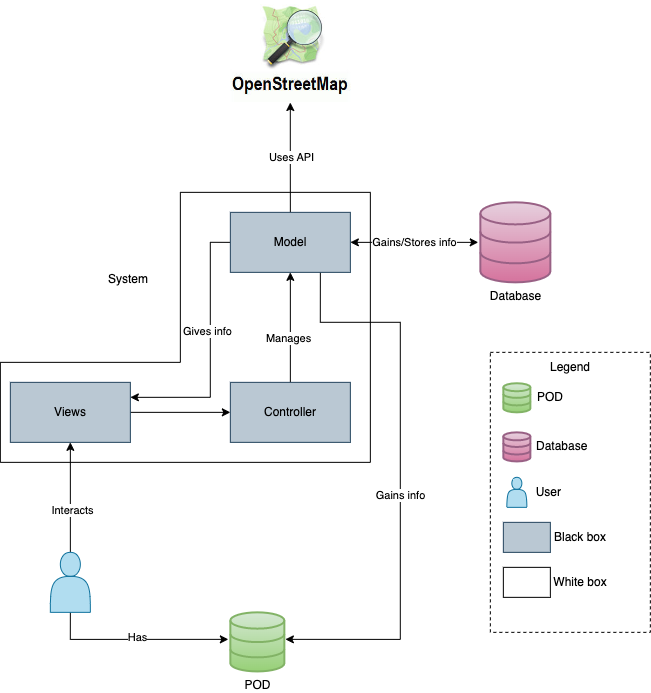 OpenStreetMap
Uses API
Model
Gains/Stores info
Database
System
Gives info
Manages
Views
Controller
Gains info
Interacts
Has
POD
Legend
POD
Database
User
Black box
White box